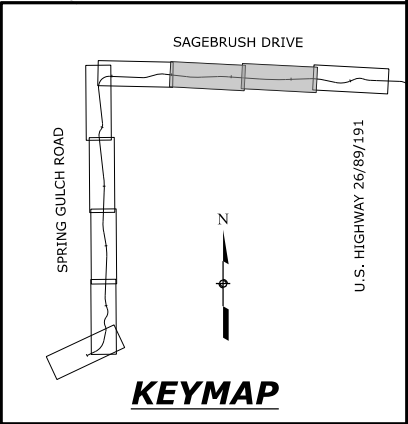 SAGEBRUSH DRIVE
SPRING GULCH ROAD
U.S. HIGHWAY 26/89/191
N
KEYMAP